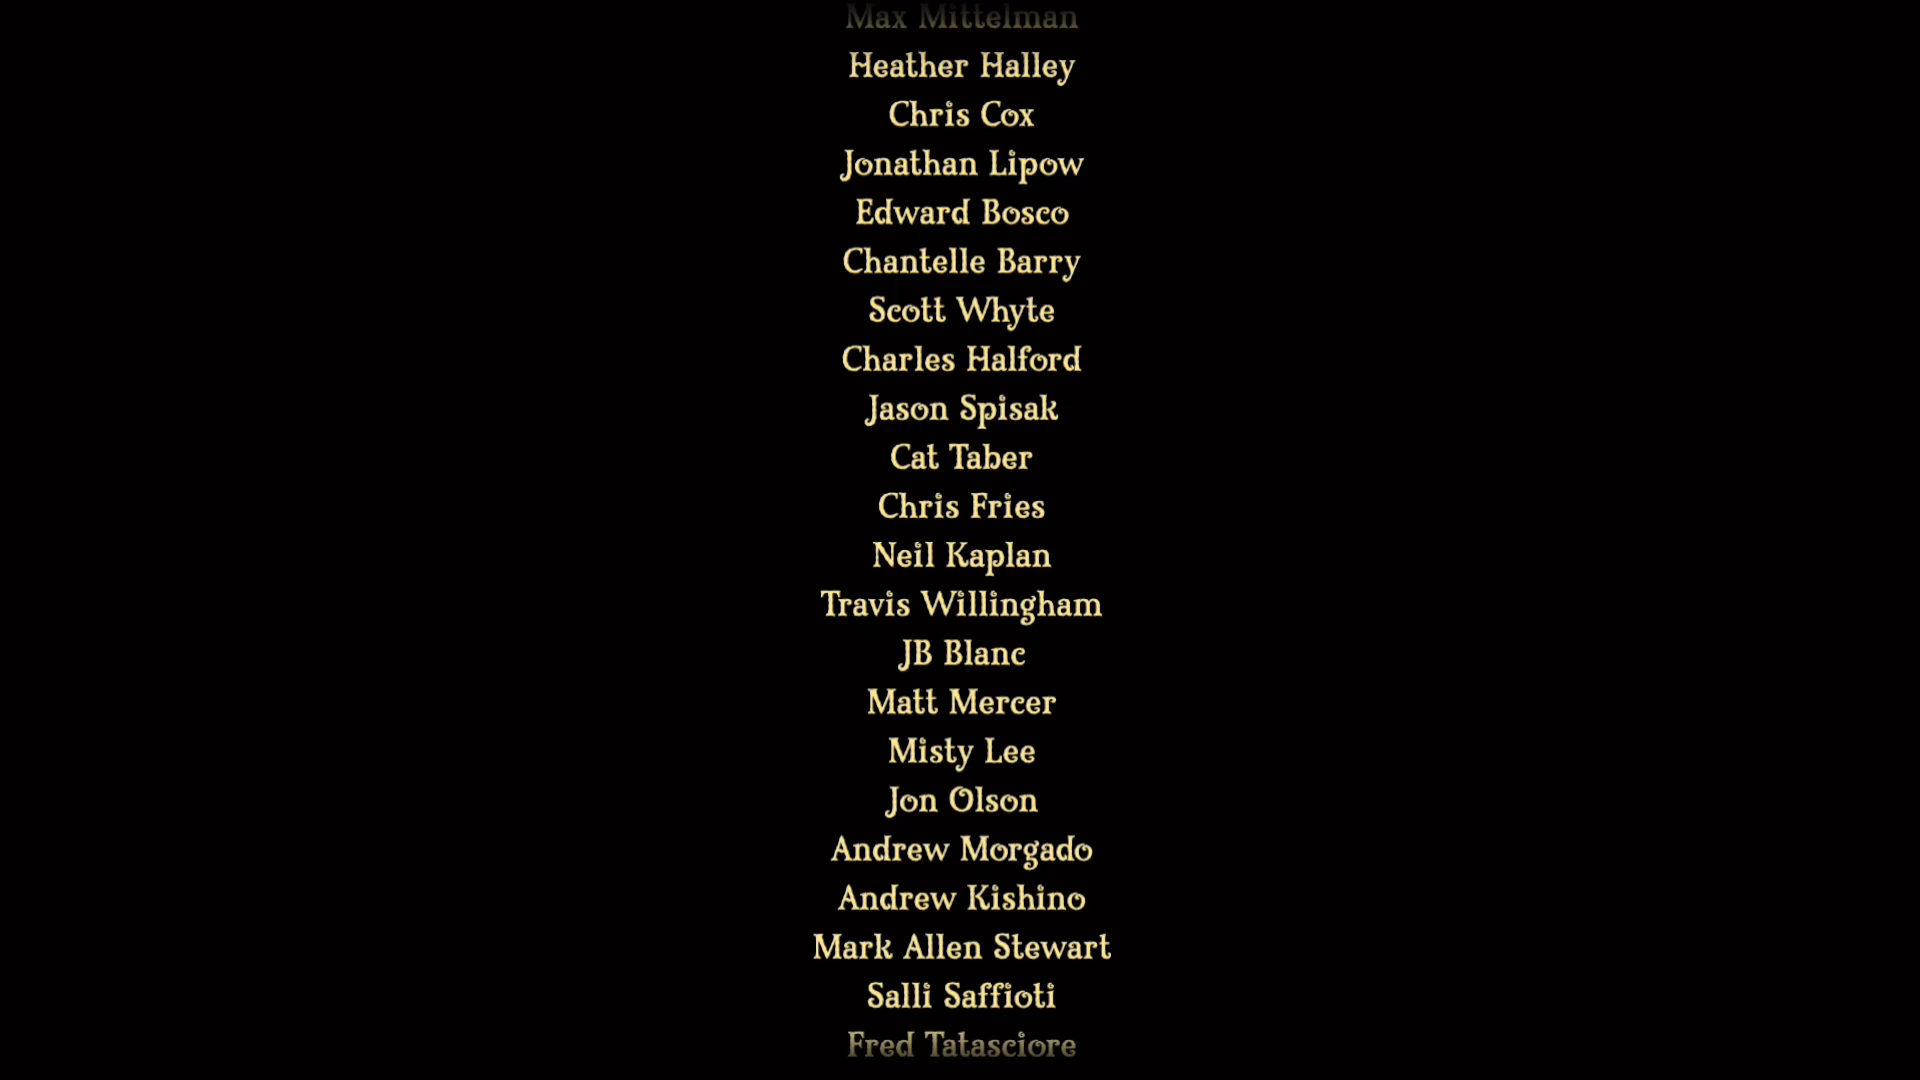 Max Mittelman
Heather Halley
Chris Cox
Jonathan Lipow
Edward Bosco
Chantelle Barry
Scott Whyte
Charles Halford
Jason Spisak
Cat Taber
Chris Fries
Neil Kaplan
Travis Willingham
JB Blanc
Matt Mercer
Misty Lee
Jon Olson
Andrew Morgado
Andrew Kishino
Mark Allen Stewart
Salli Saffioti
Fred Tatasciore